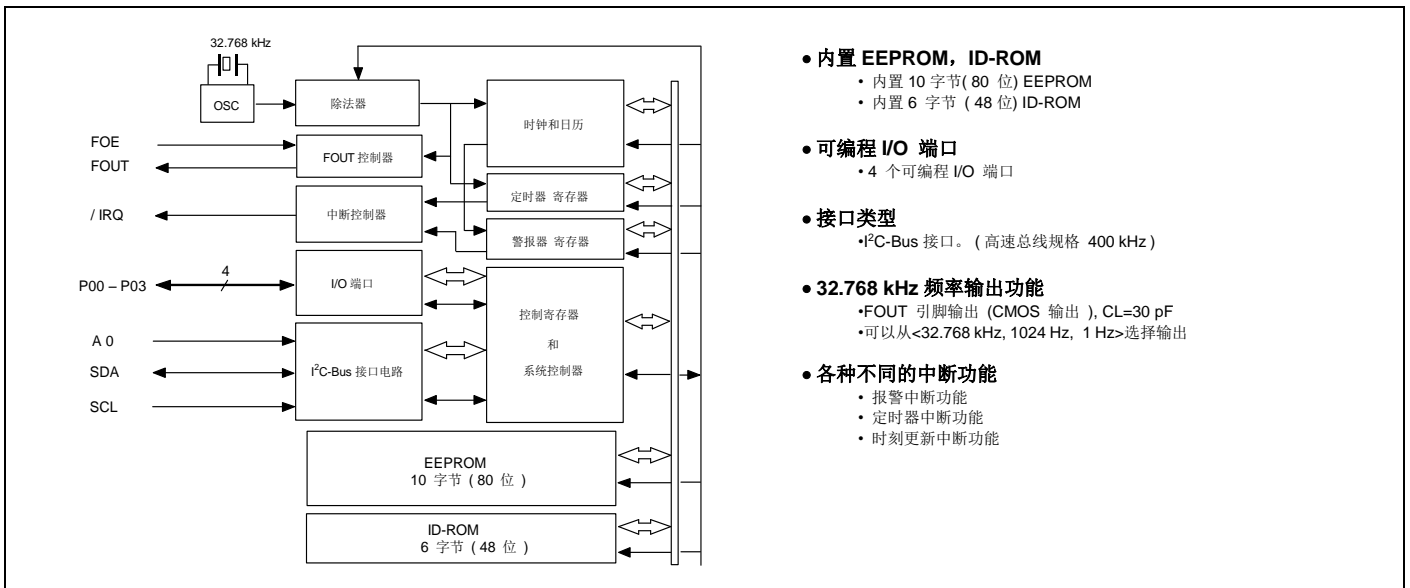 32.768 kHz
OSC
除法器
时钟和日历
FOE
FOUT
FOUT 控制器
定时器 寄存器
/ IRQ
中断控制器
警报器 寄存器
P00 – P03
4
I/O 端口
控制寄存器
和
系统控制器
A 0
SDA
SCL
I²C-Bus 接口电路
EEPROM
10 字节 ( 80 位 )
ID-ROM
6 字节 ( 48 位 )
● 内置 EEPROM，ID-ROM
• 内置 10 字节( 80 位) EEPROM
• 内置 6 字节 ( 48 位) ID-ROM
● 可编程 I/O 端口
• 4 个可编程 I/O 端口
● 接口类型
•I²C-Bus 接口。 ( 高速总线规格 400 kHz )
● 32.768 kHz 频率输出功能
•FOUT 引脚输出 (CMOS 输出 ), CL=30 pF
•可以从<32.768 kHz, 1024 Hz, 1 Hz>选择输出
● 各种不同的中断功能
• 报警中断功能
• 定时器中断功能
• 时刻更新中断功能